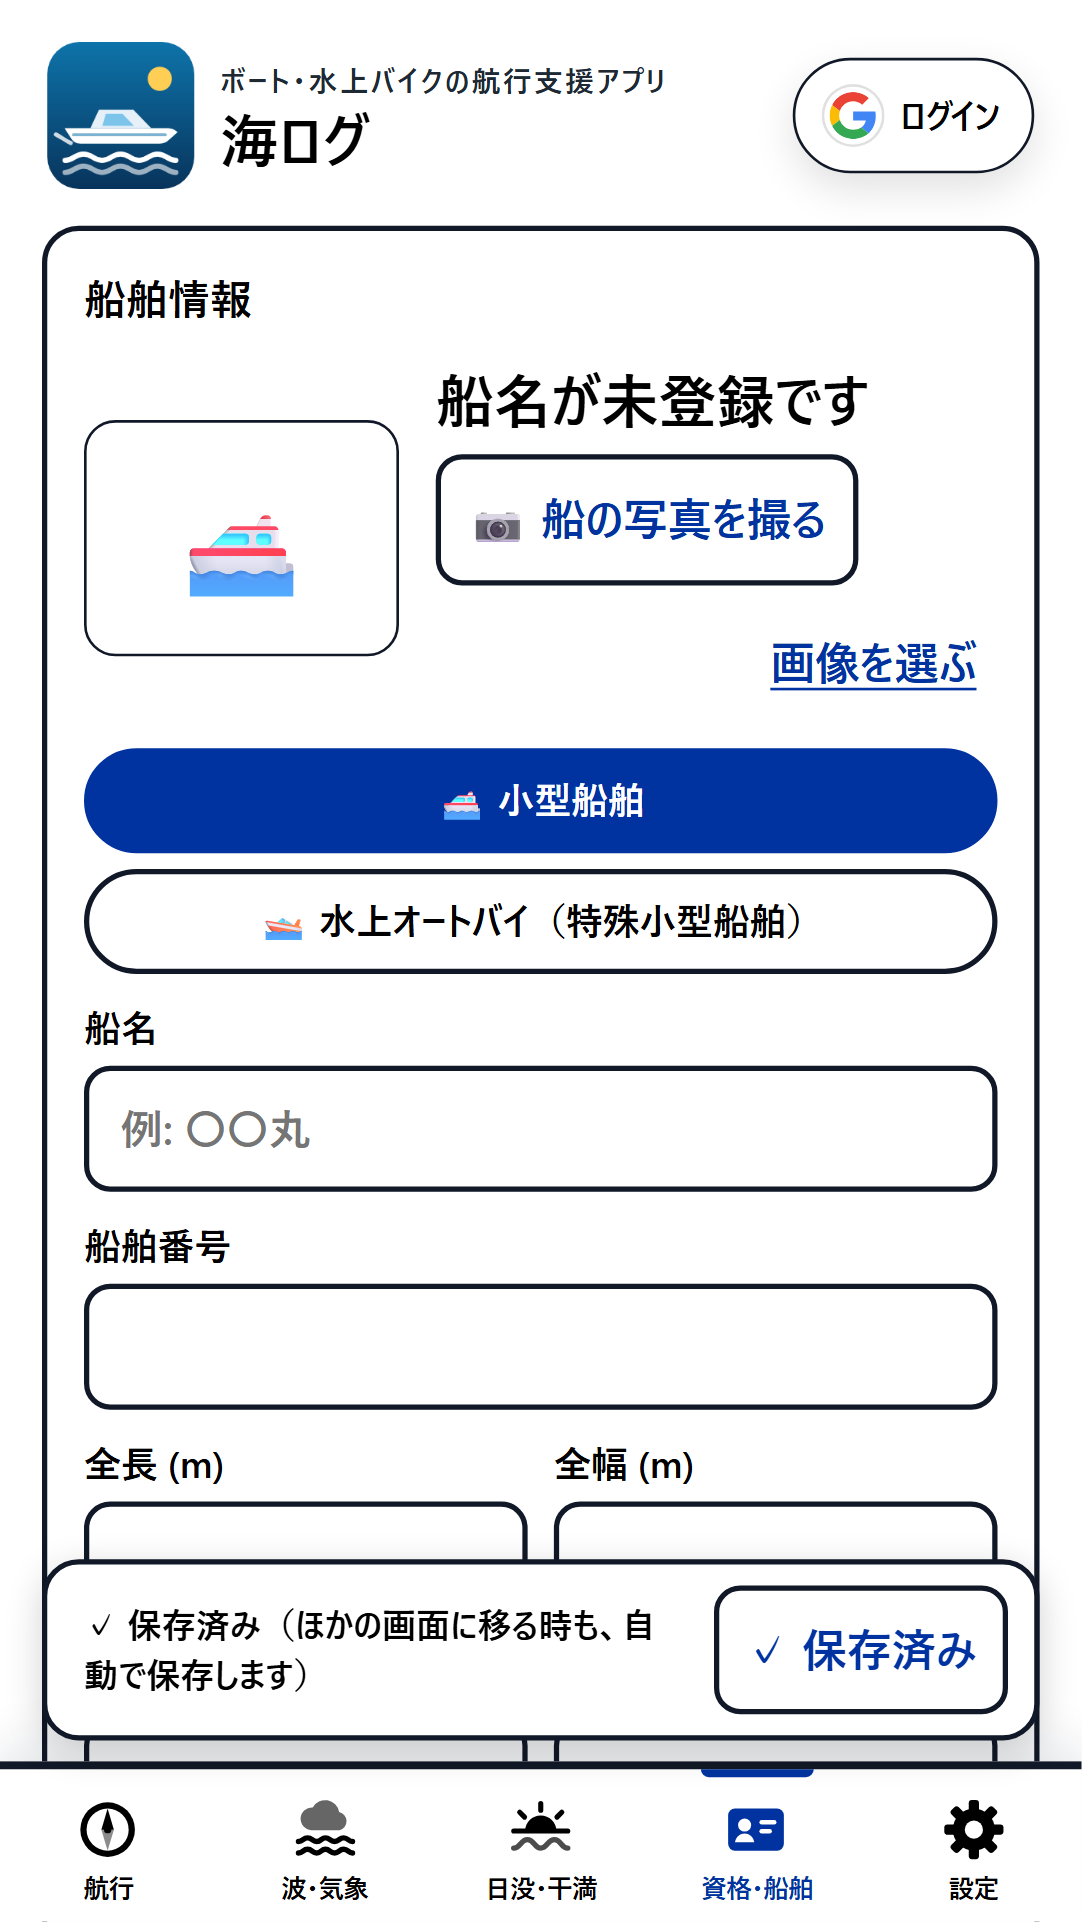 ボート・水上バイクの航行支援アプリ
海ログ
ログイン
船舶情報
船名が未登録です
船の写真を撮る
画像を選ぶ
小型船舶
水上オートバイ（特殊小型船舶）
船名
例: 〇〇丸
船舶番号
全長 (m)
全幅 (m)
✓ 保存済み（ほかの画面に移る時も、自
動で保存します）
✓ 保存済み
航行
波・気象
日没・干満
資格・船舶
設定